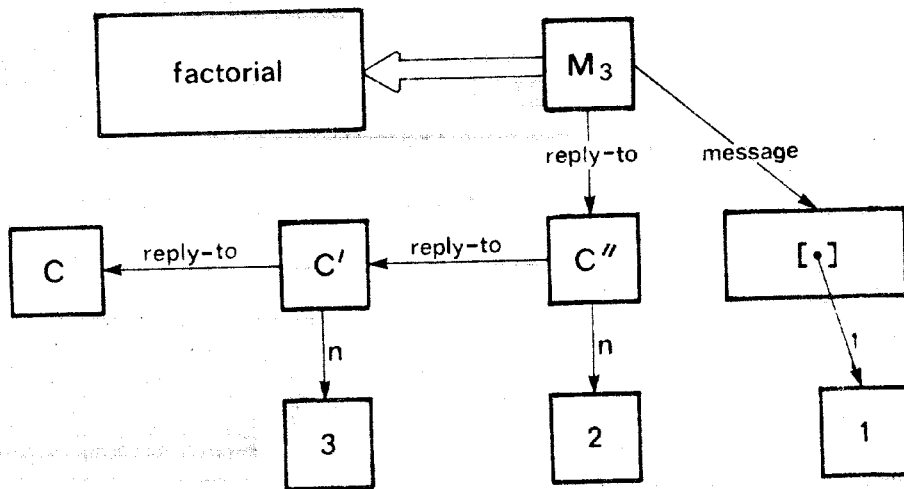 factorial
M3
reply-to
message
C
reply-to
C′
reply-to
C″
[•]
n
n
1
3
2
1